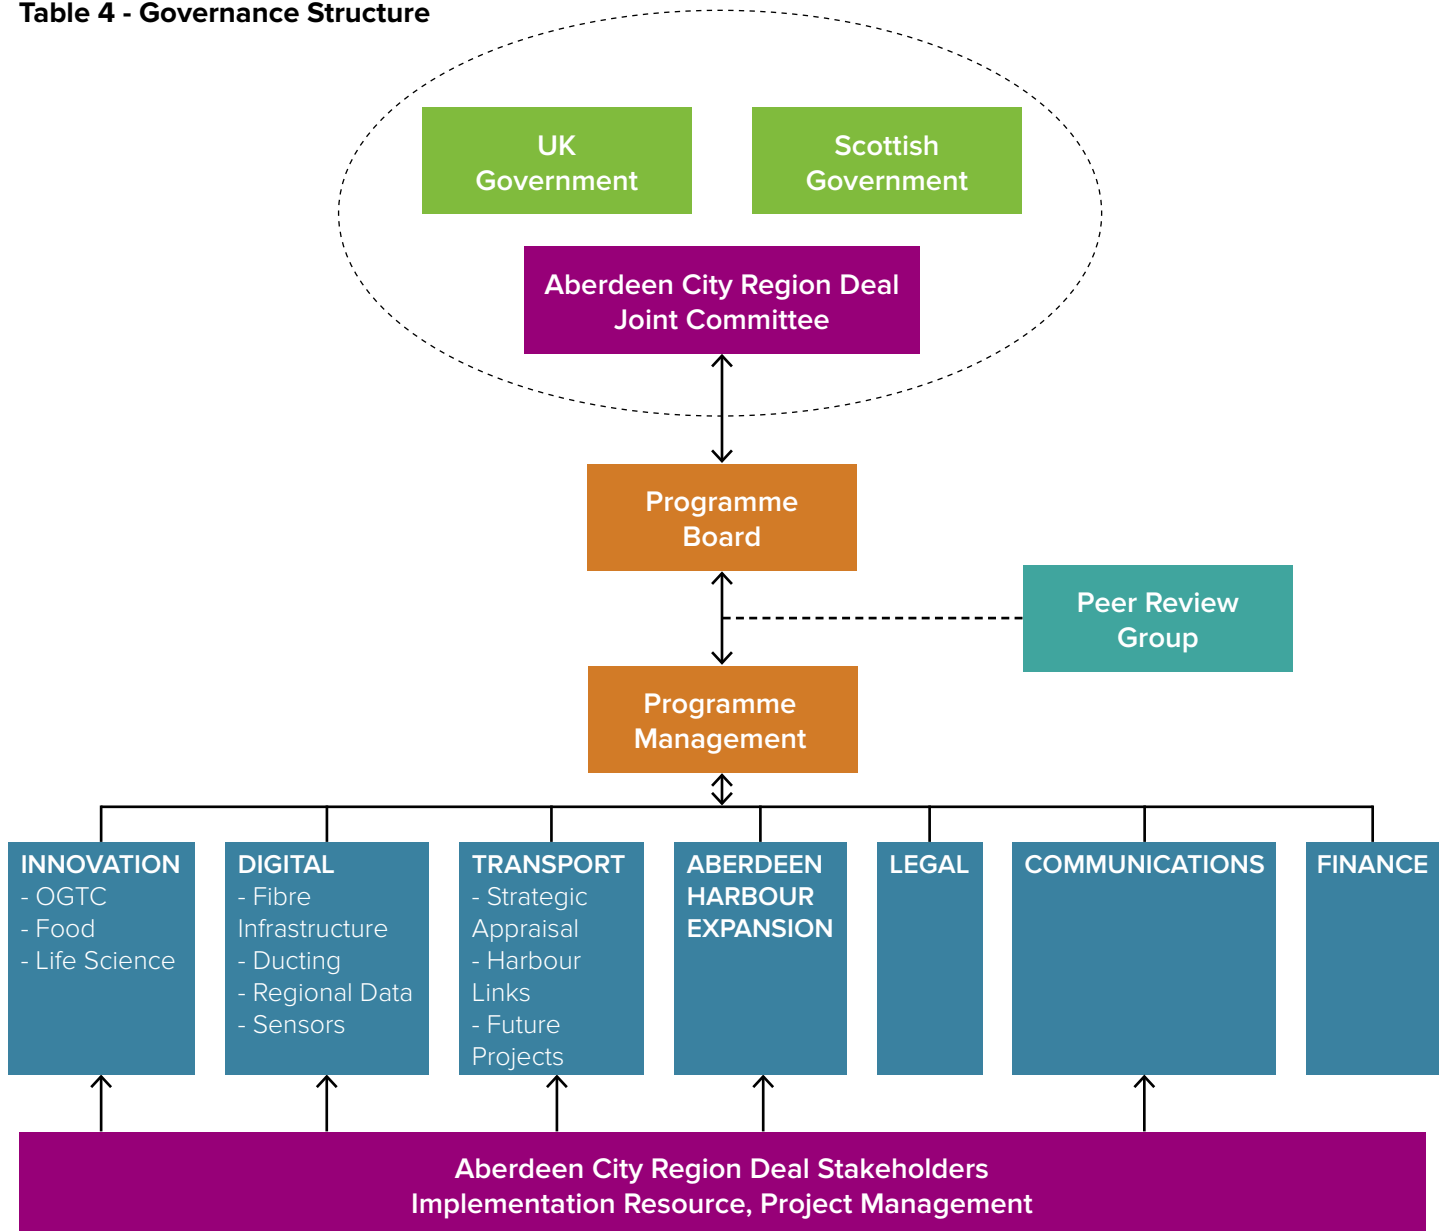 Table 4 - Governance Structure
UK
Government
Scottish
Government
Aberdeen City Region Deal
Joint Committee
Programme
Board
Peer Review
Group
Programme
Management
INNOVATION
- OGTC
- Food
- Life Science
DIGITAL
- Fibre
Infrastructure
- Ducting
- Regional Data
- Sensors
TRANSPORT
- Strategic
Appraisal
- Harbour
Links
- Future
Projects
ABERDEEN
HARBOUR
EXPANSION
LEGAL
COMMUNICATIONS
FINANCE
Aberdeen City Region Deal Stakeholders
Implementation Resource, Project Management